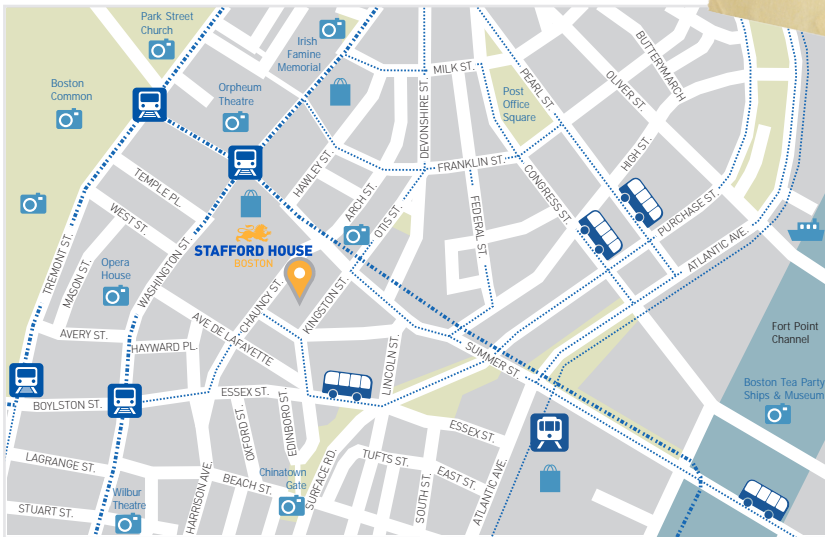 Park Street
Church
Irish
Famine
Memorial
BUTTERYMARCH
Boston
Common
Orpheum
Theatre
MILK ST.
PEARL ST.
OLIVER ST.
Post
Office
Square
DEVONSHIRE ST.
HIGH ST.
FRANKLIN ST.
HAWLEY ST.
TEMPLE PL.
ARCH ST.
CONGRESS ST.
WEST ST.
OTIS ST.
FEDERAL ST.
PURCHASE ST.
STAFFORD HOUSE
BOSTON
ATLANTIC AVE.
TREMONT ST.
MASON ST.
Opera
House
WASHINGTON ST.
CHAUNCY ST.
KINGSTON ST.
Fort Point
Channel
AVERY ST.
HAYWARD PL.
AVE DE LAFAYETTE
LINCOLN ST.
SUMMER ST.
Boston Tea Party
Ships & Museum
BOYLSTON ST.
ESSEX ST.
OXFORD ST.
EDINBORO ST.
ESSEX ST.
LAGRANGE ST.
BEACH ST.
Chinatown
Gate
SURFACE RD.
TUFTS ST.
EAST ST.
HARRISON AVE.
SOUTH ST.
ATLANTIC AVE.
Wilbur
Theatre
STUART ST.